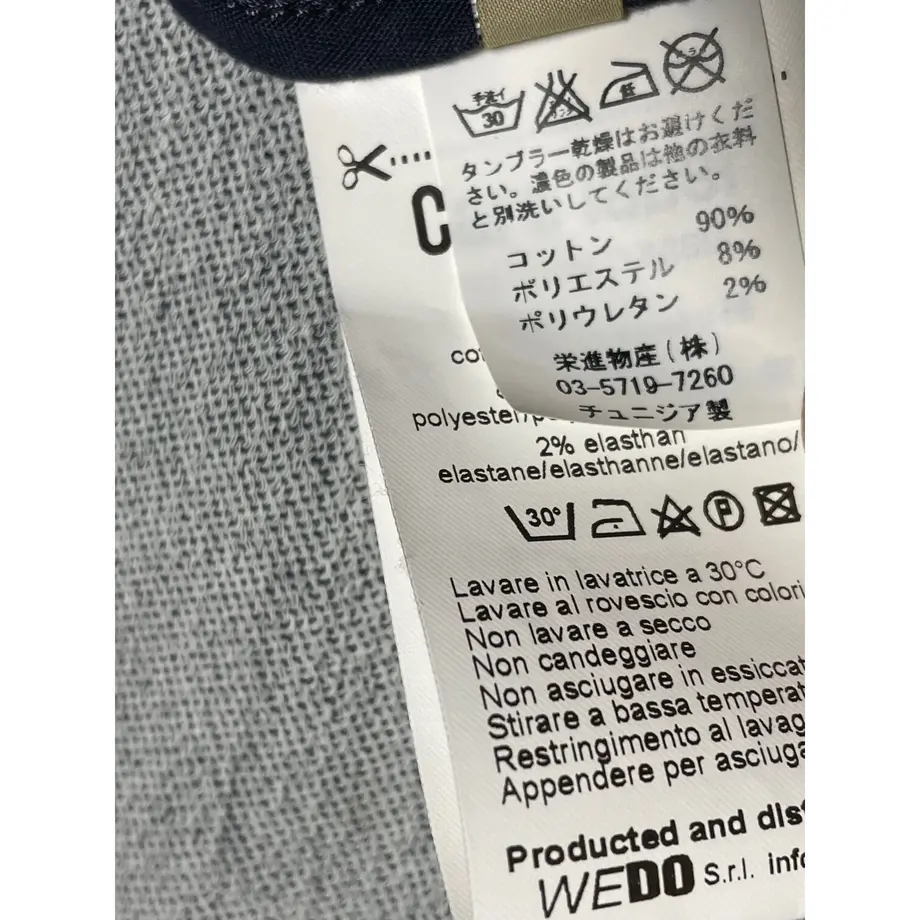 手洗イ
30
低
タンブラー乾燥はお避けくだ
さい。濃色の製品は他の衣料
と別洗いしてください。
コットン 90%
ポリエステル 8%
ポリウレタン 2%
栄進物産(株)
03-5719-7260
チュニジア製
C
co
polyester/p
2% elasthan
elastane/elasthanne/elastano/
30°
P
Lavare in lavatrice a 30°C
Lavare al rovescio con colori
Non lavare a secco
Non candeggiare
Non asciugare in essiccat
Stirare a bassa temperat
Restringimento al lavag
Appendere per asciuga
Producted and dist
WEDO S.r.l. info